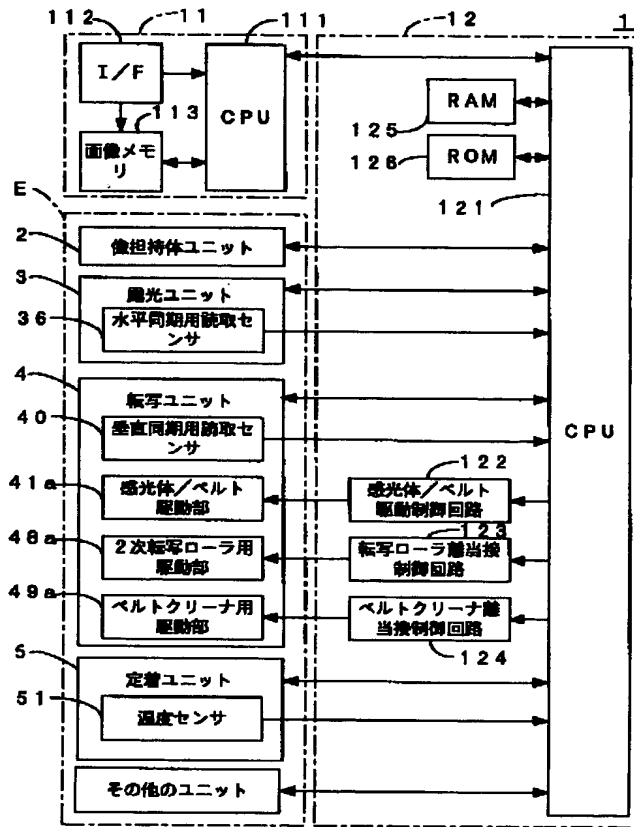 112
11
111
12
1
I/F
113
CPU
画像メモ
リ
RAM
125
ROM
126
121
E
2
像担持体ユニット
3
露光ユニット
36
水平同期用読取セ
ンサ
4
転写ユニット
40
垂直同期用読取セ
ンサ
CPU
41a
感光体/ベルト
駆動部
122
感光体/ベルト
駆動制御回路
48a
2次転写ローラ用
駆動部
123
転写ローラ離当接
制御回路
49a
ベルトクリーナ用
駆動部
ベルトクリーナ離
当接制御回路
124
5
定着ユニット
51
温度センサ
その他のユニット